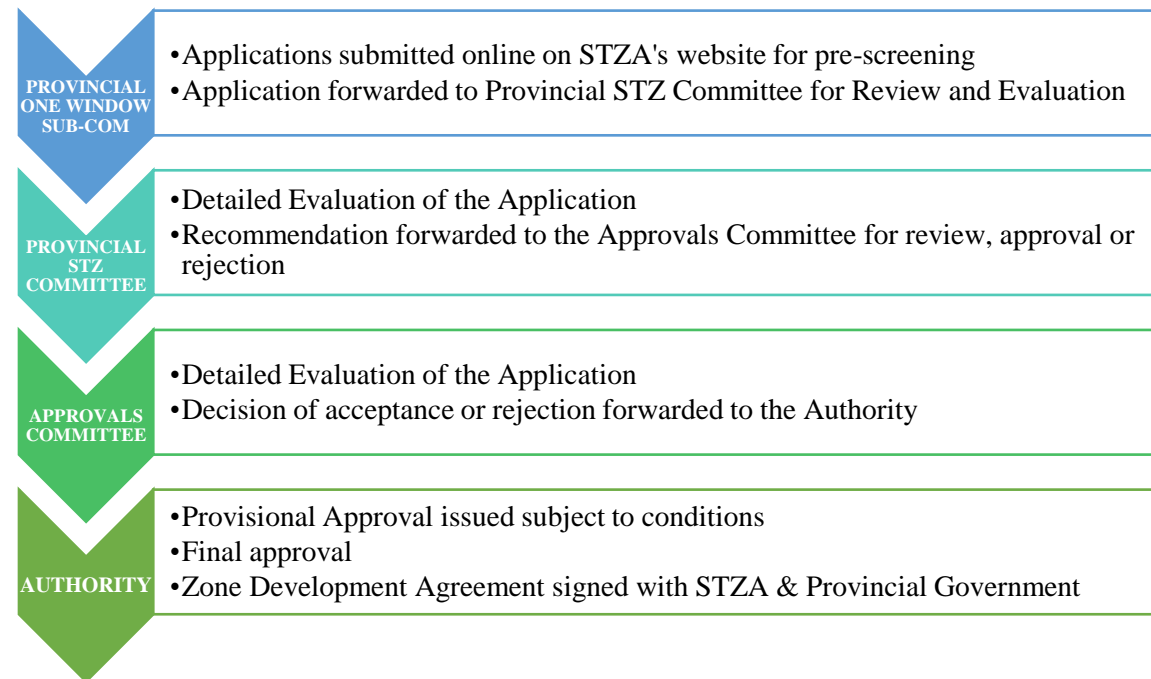 PROVINCIAL
ONE WINDOW
SUB-COM
•Applications submitted online on STZA's website for pre-screening
•Application forwarded to Provincial STZ Committee for Review and Evaluation
PROVINCIAL
STZ
COMMITTEE
•Detailed Evaluation of the Application
•Recommendation forwarded to the Approvals Committee for review, approval or
rejection
APPROVALS
COMMITTEE
•Detailed Evaluation of the Application
•Decision of acceptance or rejection forwarded to the Authority
AUTHORITY
•Provisional Approval issued subject to conditions
•Final approval
•Zone Development Agreement signed with STZA & Provincial Government